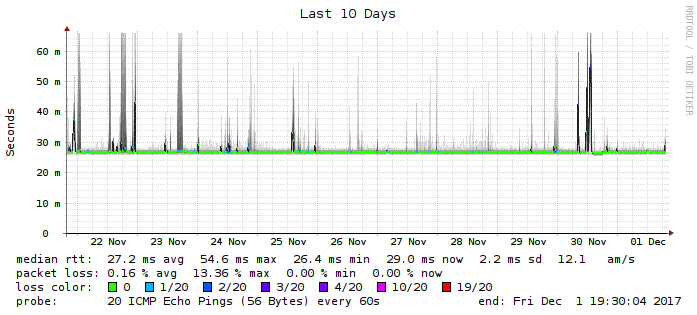 Last 10 Days
RRDTOOL / TOBI OETIKER
Seconds
60 m
50 m
40 m
30 m
20 m
10 m
0
22 Nov 23 Nov 24 Nov 25 Nov 26 Nov 27 Nov 28 Nov 29 Nov 30 Nov 01 Dec
median rtt: 27.2 ms avg 54.6 ms max 26.4 ms min 29.0 ms now 2.2 ms sd 12.1 am/s
packet loss: 0.16 % avg 13.36 % max 0.00 % min 0.00 % now
loss color: 0 1/20 2/20 3/20 4/20 10/20 19/20
probe: 20 ICMP Echo Pings (56 Bytes) every 60s end: Fri Dec 1 19:30:04 2017